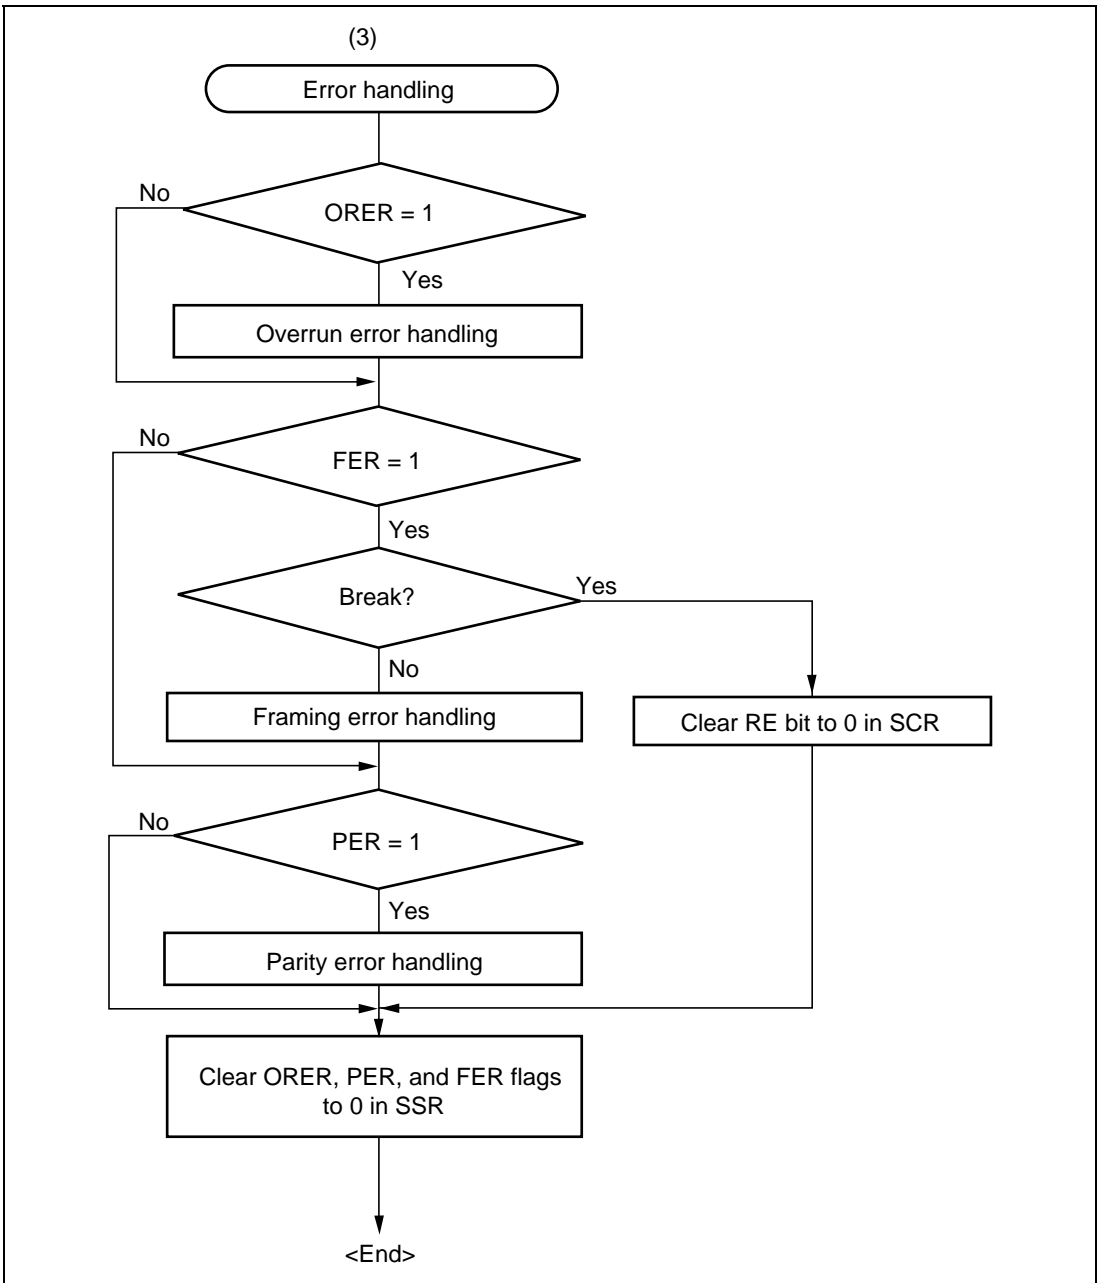 (3)
Error handling
No
ORER = 1
Yes
Overrun error handling
No
FER = 1
Yes
Break?
Yes
No
Framing error handling
Clear RE bit to 0 in SCR
No
PER = 1
Yes
Parity error handling
Clear ORER, PER, and FER flags
to 0 in SSR
<End>